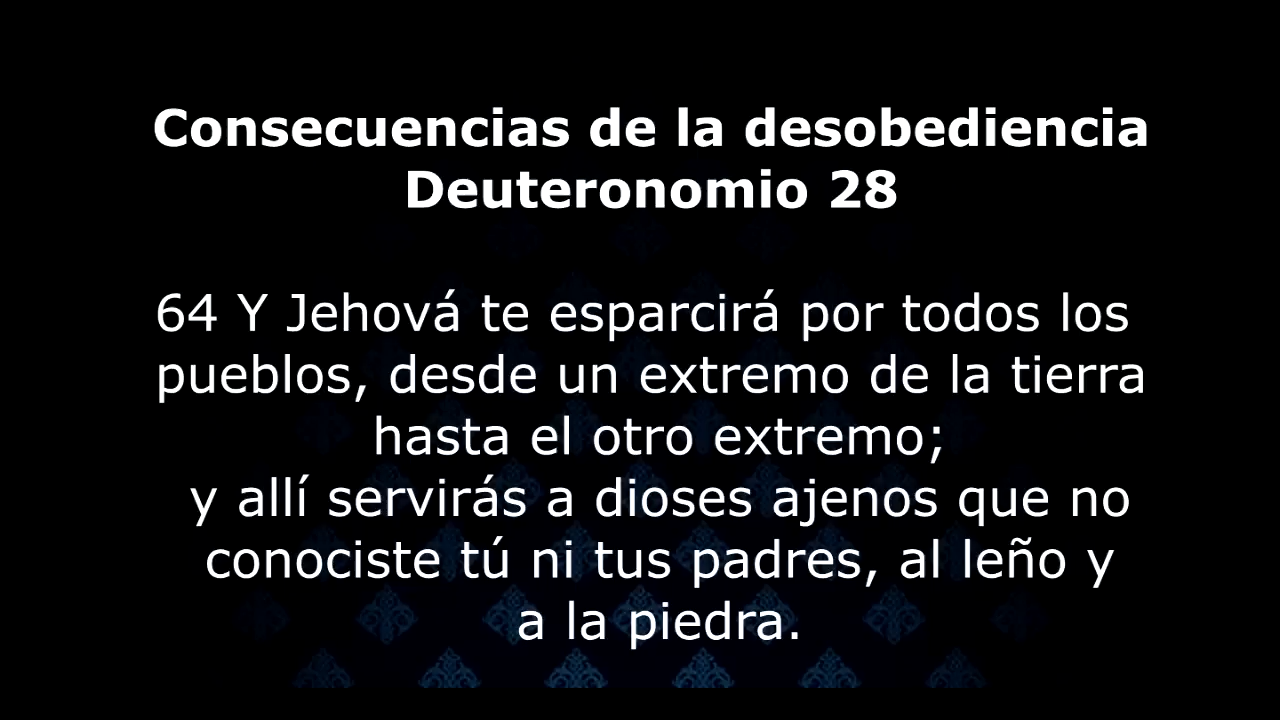 Consecuencias de la desobediencia
Deuteronomio 28
64 Y Jehová te esparcirá por todos los
pueblos, desde un extremo de la tierra
hasta el otro extremo;
y allí servirás a dioses ajenos que no
conociste tú ni tus padres, al leño y
a la piedra.